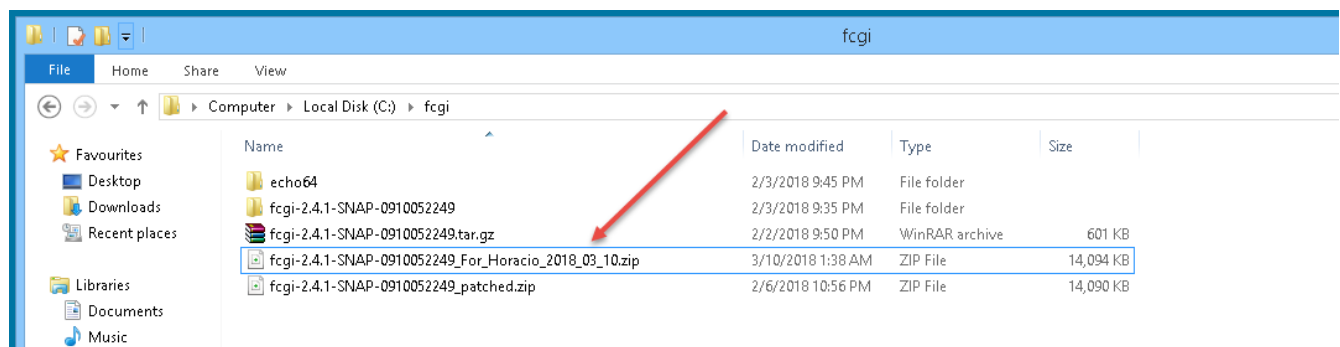 fcgi
File Home Share View
Computer Local Disk (C:) fcgi
Name Date modified Type Size
Favourites
Desktop
Downloads
Recent places
Libraries
Documents
Music
echo64 2/3/2018 9:45 PM File folder
fcgi-2.4.1-SNAP-0910052249 2/3/2018 9:35 PM File folder
fcgi-2.4.1-SNAP-0910052249.tar.gz 2/2/2018 9:50 PM WinRAR archive 601 KB
fcgi-2.4.1-SNAP-0910052249_For_Horacio_2018_03_10.zip 3/10/2018 1:38 AM ZIP File 14,094 KB
fcgi-2.4.1-SNAP-0910052249_patched.zip 2/6/2018 10:56 PM ZIP File 14,090 KB